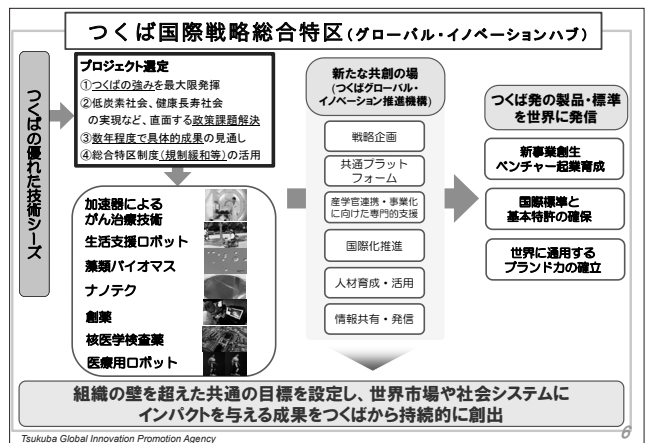 つくば国際戦略総合特区(グローバル・イノベーションハブ)
つくばの優れた技術シーズ
プロジェクト選定
①つくばの強みを最大限発揮
②低炭素社会、健康長寿社会
の実現など、直面する政策課題解決
③数年程度で具体的成果の見通し
④総合特区制度(規制緩和等)の活用
加速器による
がん治療技術
生活支援ロボット
藻類バイオマス
ナノテク
創薬
核医学検査薬
医療用ロボット
新たな共創の場
(つくばグローバル・
イノベーション推進機構)
戦略企画
共通プラット
フォーム
産学官連携・事業化
に向けた専門的支援
国際化推進
人材育成・活用
情報共有・発信
つくば発の製品・標準
を世界に発信
新事業創生
ベンチャー起業育成
国際標準と
基本特許の確保
世界に通用する
ブランド力の確立
組織の壁を超えた共通の目標を設定し、世界市場や社会システムに
インパクトを与える成果をつくばから持続的に創出
Tsukuba Global Innovation Promotion Agency
6